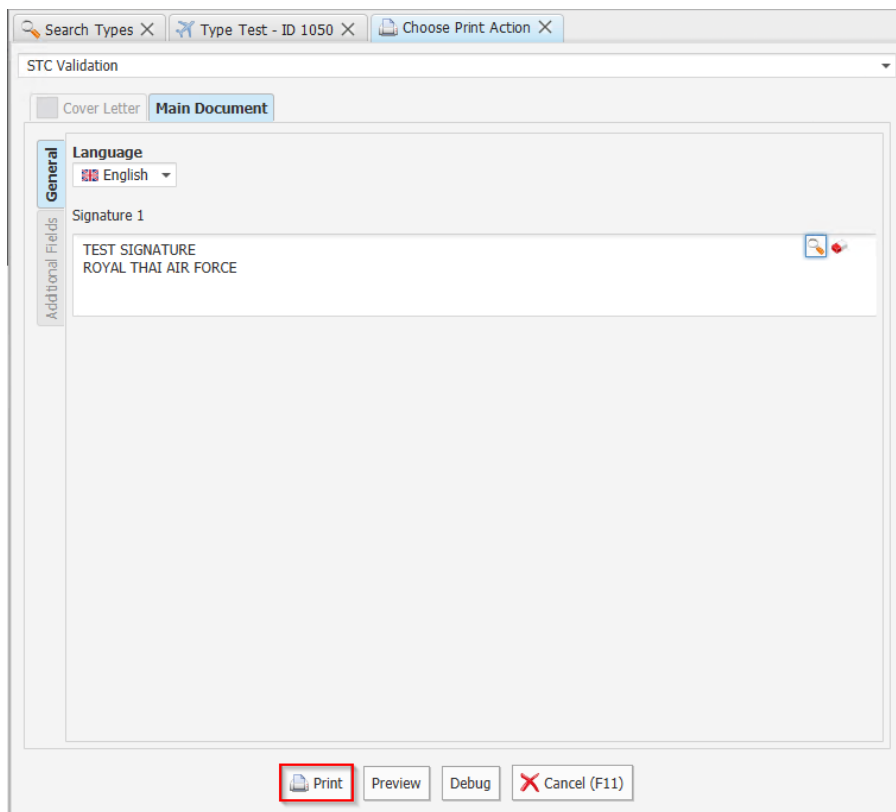 Search Types
Type Test - ID 1050
Choose Print Action
STC Validation
Cover Letter
Main Document
General
Additional Fields
Language
English
Signature 1
TEST SIGNATURE
ROYAL THAI AIR FORCE
Print
Preview
Debug
Cancel (F11)